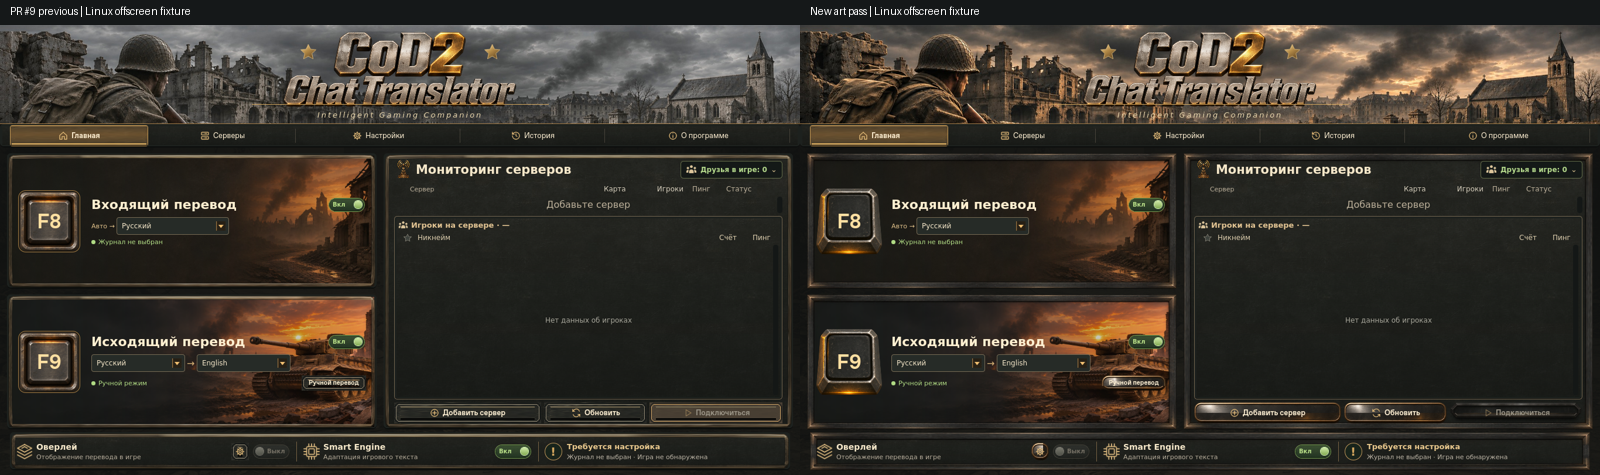 PR #9 previous | Linux offscreen fixture
CoD2
Chat Translator
Intelligent Gaming Companion
Главная
Серверы
Настройки
История
О программе
F8
Входящий перевод
Вкл
Авто → Русский
Журнал не выбран
F9
Исходящий перевод
Вкл
Русский → English
Ручной режим
Ручной перевод
Мониторинг серверов
Друзья в игре: 0
Сервер Карта Игроки Пинг Статус
Добавьте сервер
Игроки на сервере · —
Никнейм Счёт Пинг
Нет данных об игроках
Добавить сервер
Обновить
Подключиться
Оверлей
Отображение перевода в игре
Выкл
Smart Engine
Адаптация игрового текста
Вкл
Требуется настройка
Журнал не выбран · Игра не обнаружена
New art pass | Linux offscreen fixture
CoD2
Chat Translator
Intelligent Gaming Companion
Главная
Серверы
Настройки
История
О программе
F8
Входящий перевод
Вкл
Авто → Русский
Журнал не выбран
F9
Исходящий перевод
Вкл
Русский → English
Ручной режим
Ручной перевод
Мониторинг серверов
Друзья в игре: 0
Сервер Карта Игроки Пинг Статус
Добавьте сервер
Игроки на сервере · —
Никнейм Счёт Пинг
Нет данных об игроках
Добавить сервер
Обновить
Подключиться
Оверлей
Отображение перевода в игре
Выкл
Smart Engine
Адаптация игрового текста
Вкл
Требуется настройка
Журнал не выбран · Игра не обнаружена